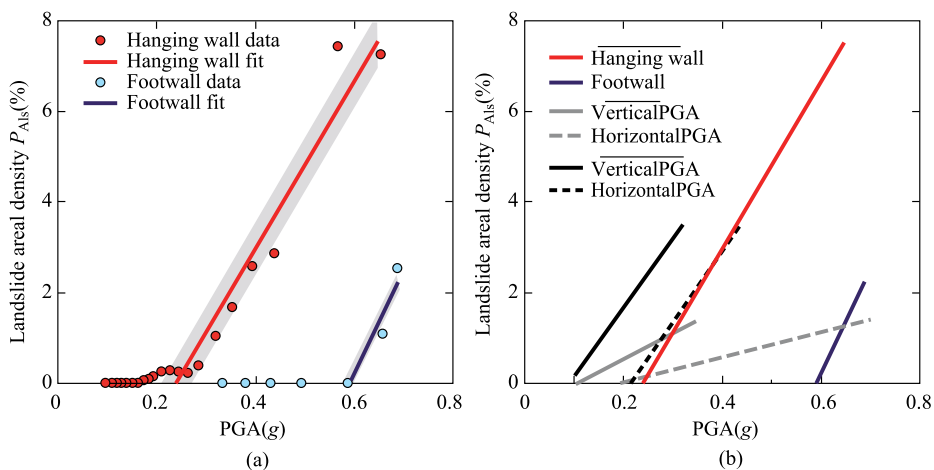 Landslide areal density P_Als(%)
8
6
4
2
0
Hanging wall data
Hanging wall fit
Footwall data
Footwall fit
0 0.2 0.4 0.6 0.8
PGA(g)
(a)
Landslide areal density P_Als(%)
8
6
4
2
0
Hanging wall
Footwall
VerticalPGA
HorizontalPGA
VerticalPGA
HorizontalPGA
0 0.2 0.4 0.6 0.8
PGA(g)
(b)